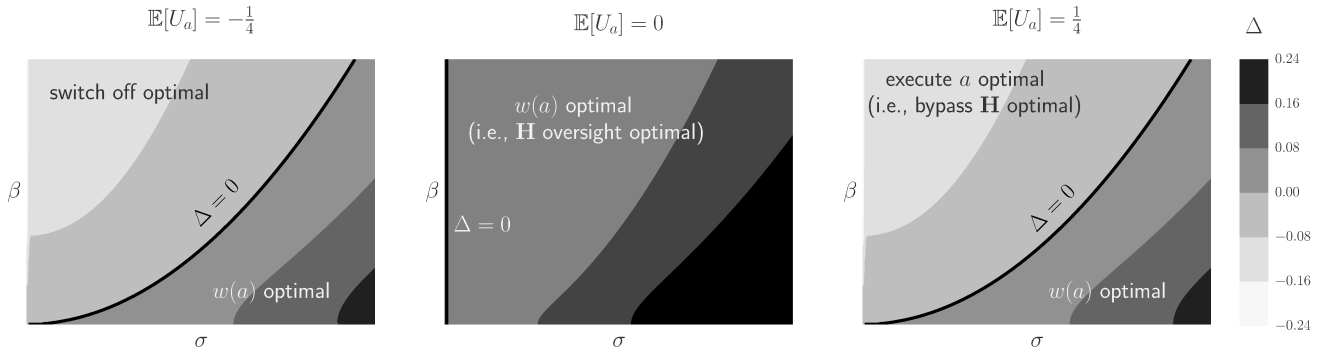 𝔼[U_a] = −1/4
switch off optimal
Δ = 0
w(a) optimal
β
σ
𝔼[U_a] = 0
w(a) optimal
(i.e., H oversight optimal)
Δ = 0
β
σ
𝔼[U_a] = 1/4
execute a optimal
(i.e., bypass H optimal)
Δ = 0
w(a) optimal
β
σ
Δ
0.24
0.16
0.08
0.00
−0.08
−0.16
−0.24